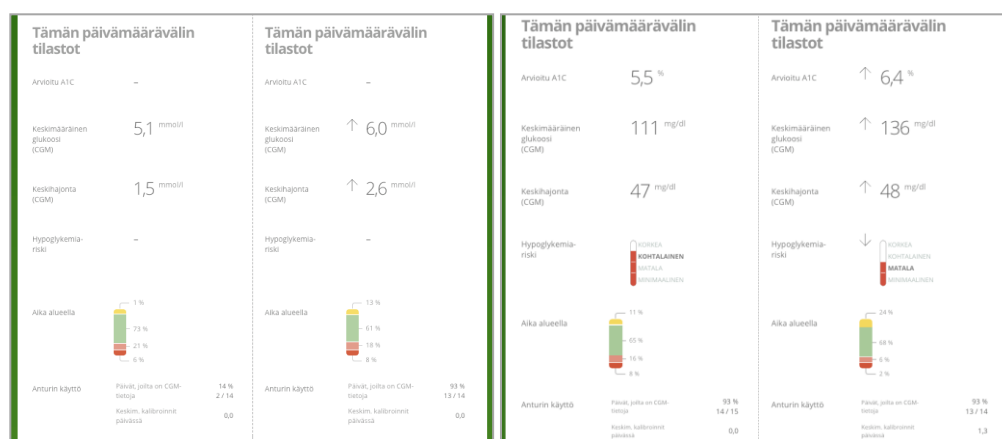 Tämän päivämäärävälin
tilastot
Arvioitu A1C
–
Keskimääräinen
glukoosi
(CGM)
5,1 mmol/l
Keskihajonta
(CGM)
1,5 mmol/l
Hypoglykemia-
riski
–
Aika alueella
1 %
73 %
21 %
6 %
Anturin käyttö
Päivät, joilta on CGM-
tietoja
14 %
2 / 14
Keskim. kalibroinnit
päivässä
0,0
Tämän päivämäärävälin
tilastot
Arvioitu A1C
–
Keskimääräinen
glukoosi
(CGM)
↑ 6,0 mmol/l
Keskihajonta
(CGM)
↑ 2,6 mmol/l
Hypoglykemia-
riski
–
Aika alueella
13 %
61 %
18 %
8 %
Anturin käyttö
Päivät, joilta on CGM-
tietoja
93 %
13 / 14
Keskim. kalibroinnit
päivässä
0,0
Tämän päivämäärävälin
tilastot
Arvioitu A1C
5,5 %
Keskimääräinen
glukoosi
(CGM)
111 mg/dl
Keskihajonta
(CGM)
47 mg/dl
Hypoglykemia-
riski
KORKEA
KOHTALAINEN
MATALA
MINIMAALINEN
Aika alueella
11 %
65 %
16 %
8 %
Anturin käyttö
Päivät, joilta on CGM-
tietoja
93 %
14 / 15
Keskim. kalibroinnit
päivässä
0,0
Tämän päivämäärävälin
tilastot
Arvioitu A1C
↑ 6,4 %
Keskimääräinen
glukoosi
(CGM)
↑ 136 mg/dl
Keskihajonta
(CGM)
↑ 48 mg/dl
Hypoglykemia-
riski
↓
KORKEA
KOHTALAINEN
MATALA
MINIMAALINEN
Aika alueella
24 %
68 %
6 %
2 %
Anturin käyttö
Päivät, joilta on CGM-
tietoja
93 %
13 / 14
Keskim. kalibroinnit
päivässä
1,3